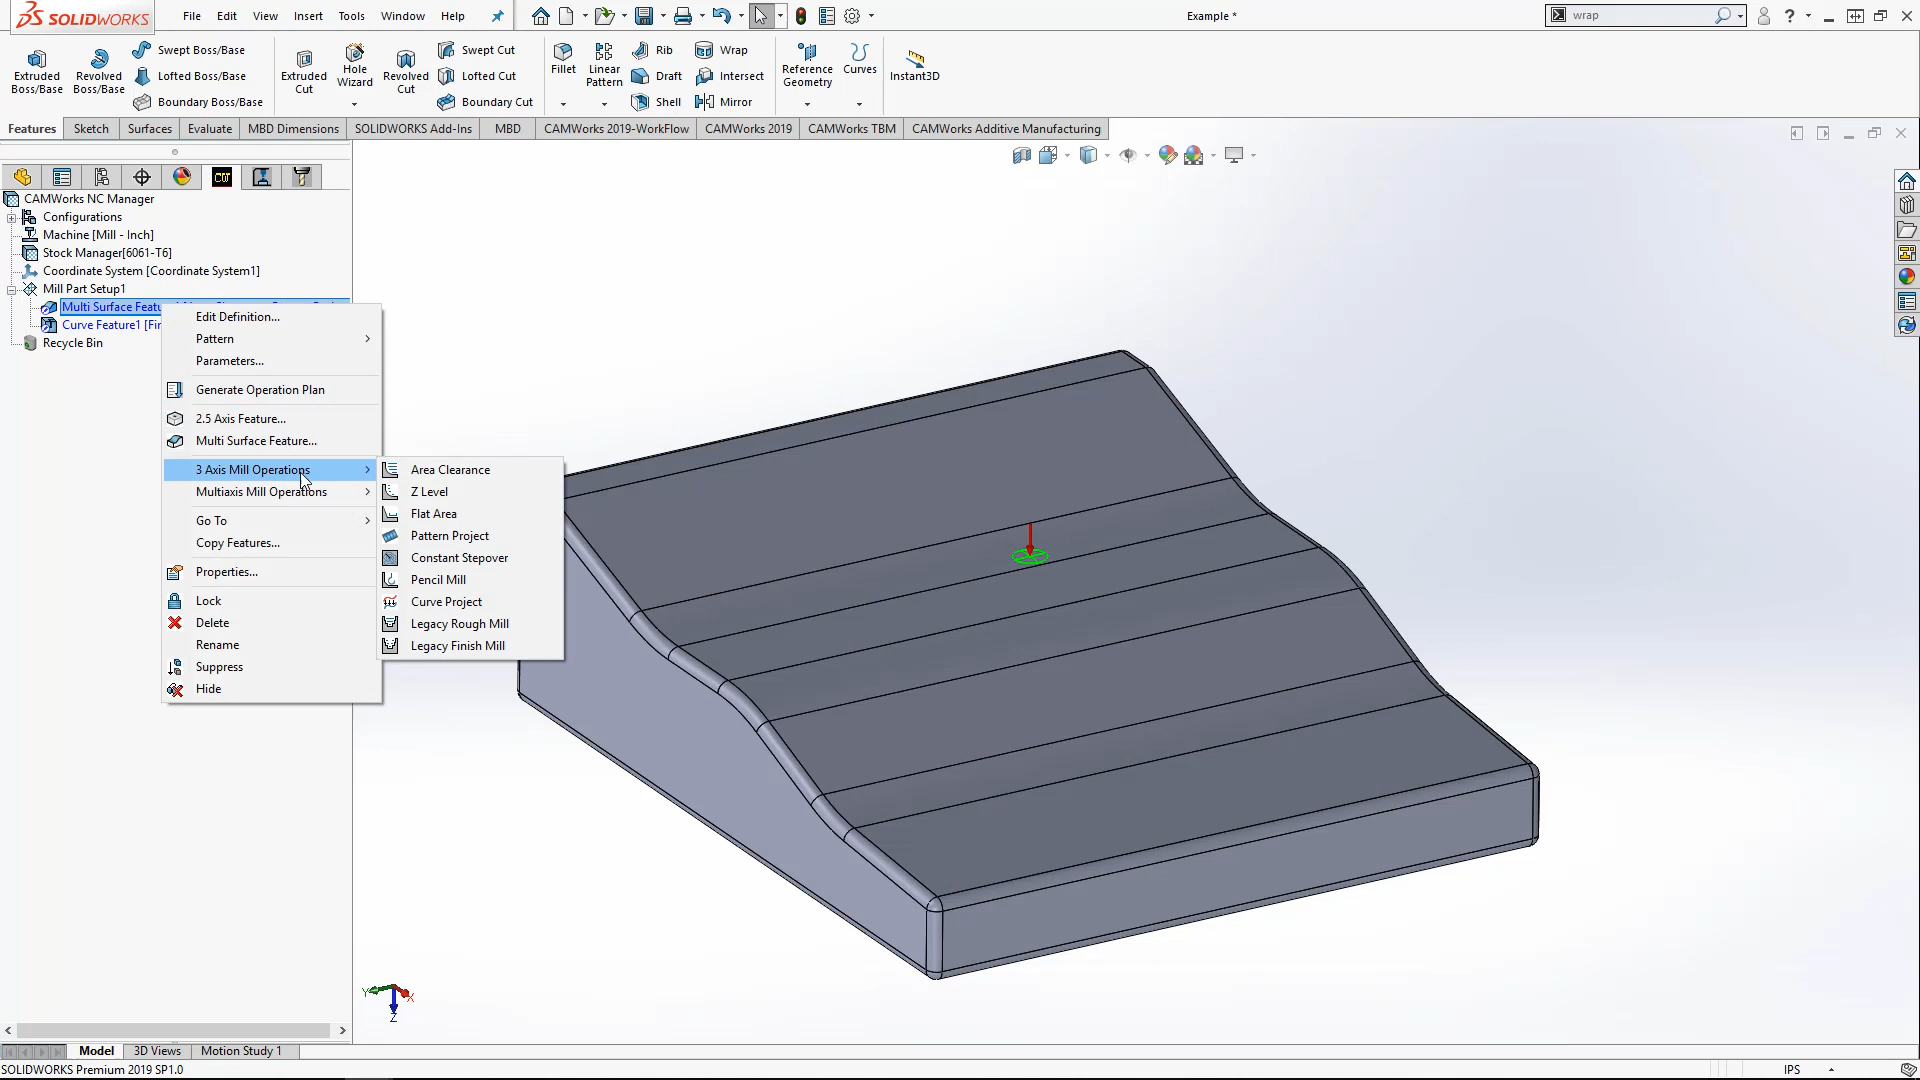 SOLIDWORKS
File Edit View Insert Tools Window Help
Example *
wrap
Extruded Boss/Base
Revolved Boss/Base
Swept Boss/Base
Lofted Boss/Base
Boundary Boss/Base
Extruded Cut
Hole Wizard
Revolved Cut
Swept Cut
Lofted Cut
Boundary Cut
Fillet
Linear Pattern
Rib
Draft
Shell
Wrap
Intersect
Mirror
Reference Geometry
Curves
Instant3D
Features Sketch Surfaces Evaluate MBD Dimensions SOLIDWORKS Add-Ins MBD CAMWorks 2019-WorkFlow CAMWorks 2019 CAMWorks TBM CAMWorks Additive Manufacturing
CW
CAMWorks NC Manager
Configurations
Machine [Mill - Inch]
Stock Manager[6061-T6]
Coordinate System [Coordinate System1]
Mill Part Setup1
Multi Surface Featu
Curve Feature1 [Fin
Recycle Bin
Edit Definition...
Pattern
Parameters...
Generate Operation Plan
2.5 Axis Feature...
Multi Surface Feature...
3 Axis Mill Operations
Multiaxis Mill Operations
Go To
Copy Features...
Properties...
Lock
Delete
Rename
Suppress
Hide
Area Clearance
Z Level
Flat Area
Pattern Project
Constant Stepover
Pencil Mill
Curve Project
Legacy Rough Mill
Legacy Finish Mill
Y X
Z
Model 3D Views Motion Study 1
SOLIDWORKS Premium 2019 SP1.0
IPS